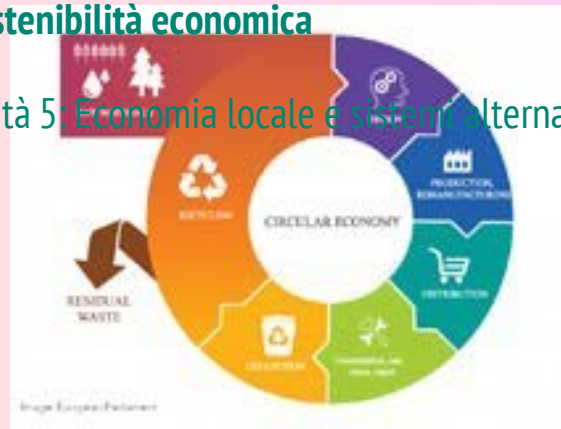 stenibilità economica
tà 5: Economia locale e sistemi alterna
PRODUCTION,
REMANUFACTURING
CIRCULAR ECONOMY
RECYCLING
DISTRIBUTION
RESIDUAL
WASTE
COLLECTION
Image: European Parliament